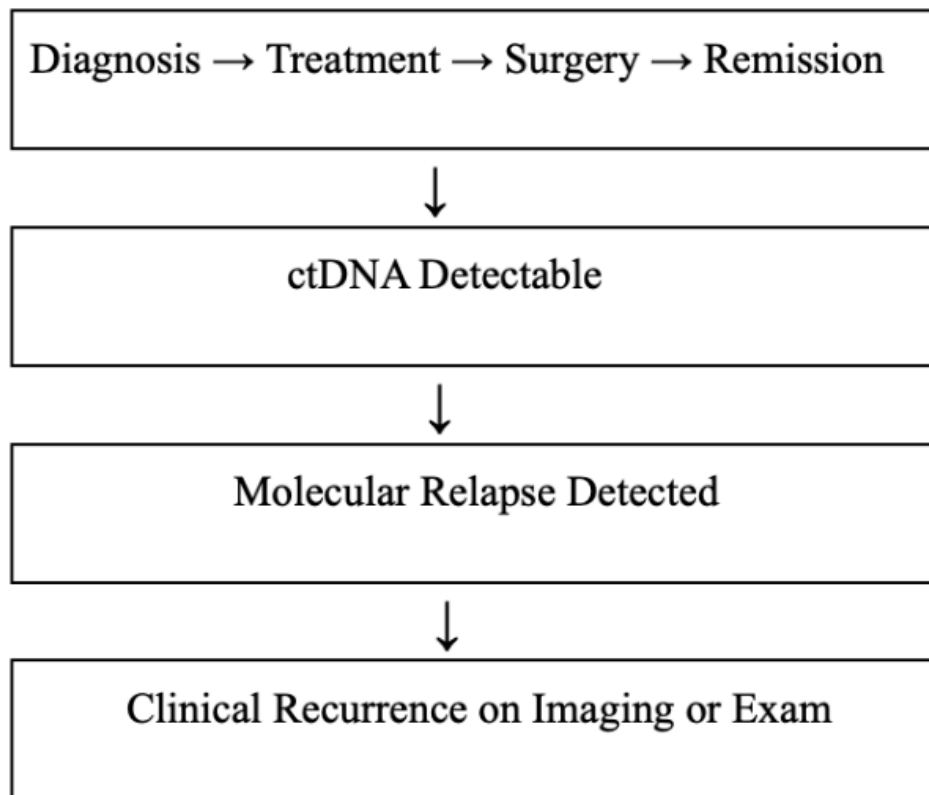 Diagnosis → Treatment → Surgery → Remission
↓
ctDNA Detectable
↓
Molecular Relapse Detected
↓
Clinical Recurrence on Imaging or Exam